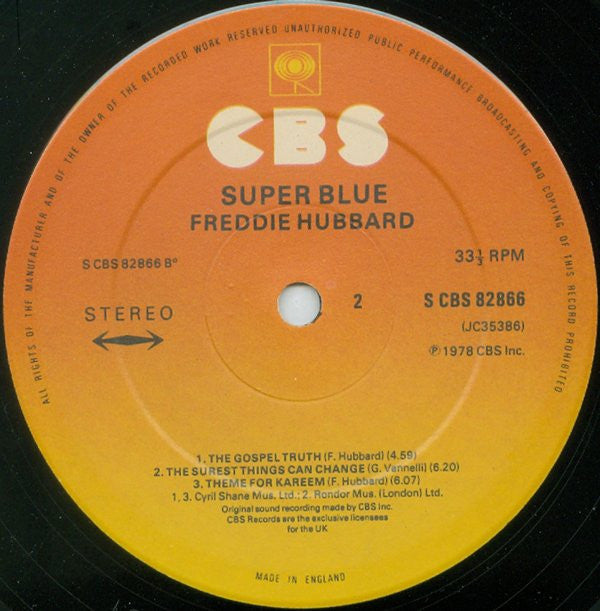 ALL RIGHTS OF THE MANUFACTURER AND OF THE OWNER OF THE RECORDED WORK RESERVED UNAUTHORIZED PUBLIC PERFORMANCE BROADCASTING AND COPYING OF THIS RECORD PROHIBITED
CBS
SUPER BLUE
FREDDIE HUBBARD
S CBS 82866 Bº
33⅓ RPM
STEREO
2
S CBS 82866
(JC35386)
℗ 1978 CBS Inc.
1. THE GOSPEL TRUTH (F. Hubbard) (4.59)
2. THE SUREST THINGS CAN CHANGE (G. Vannelli) (6.20)
3. THEME FOR KAREEM (F. Hubbard) (6.07)
1, 3. Cyril Shane Mus. Ltd.; 2. Rondor Mus. (London) Ltd.
Original sound recording made by CBS Inc.
CBS Records are the exclusive licensees
for the UK
MADE IN ENGLAND